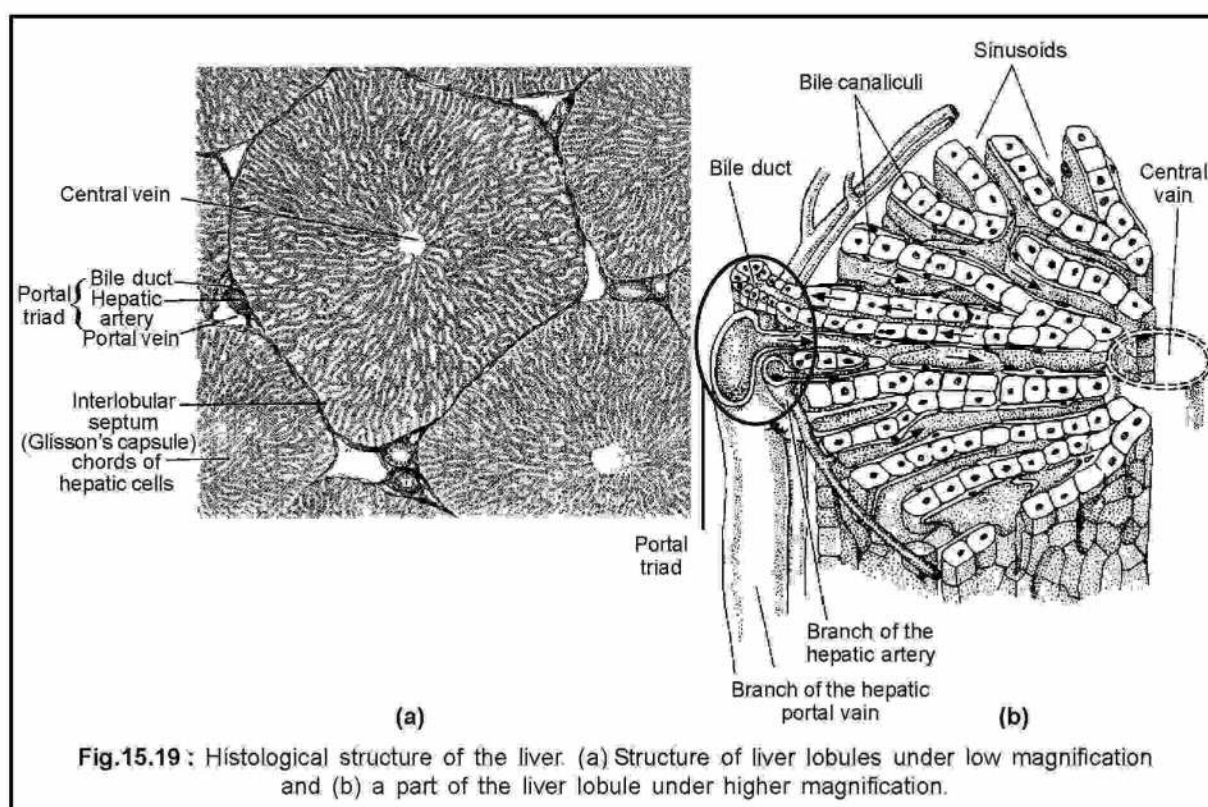 Sinusoids
Bile canaliculi
Bile duct
Central
vain
Central vein
Portal
triad
Bile duct
Hepatic
artery
Portal vein
Interlobular
septum
(Glisson's capsule)
chords of
hepatic cells
Portal
triad
Branch of the
hepatic artery
Branch of the hepatic
portal vain
(a)
(b)
Fig.15.19 : Histological structure of the liver. (a) Structure of liver lobules under low magnification
and (b) a part of the liver lobule under higher magnification.